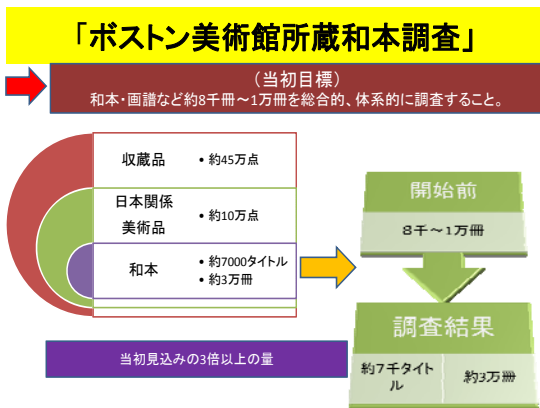 「ボストン美術館所蔵和本調査」
（当初目標）
和本・画譜など約8千冊～1万冊を総合的、体系的に調査すること。
収蔵品
• 約45万点
日本関係
美術品
• 約10万点
和本
• 約7000タイトル
• 約3万冊
開始前
8千～1万冊
調査結果
約7千タイト
ル
約3万冊
当初見込みの3倍以上の量